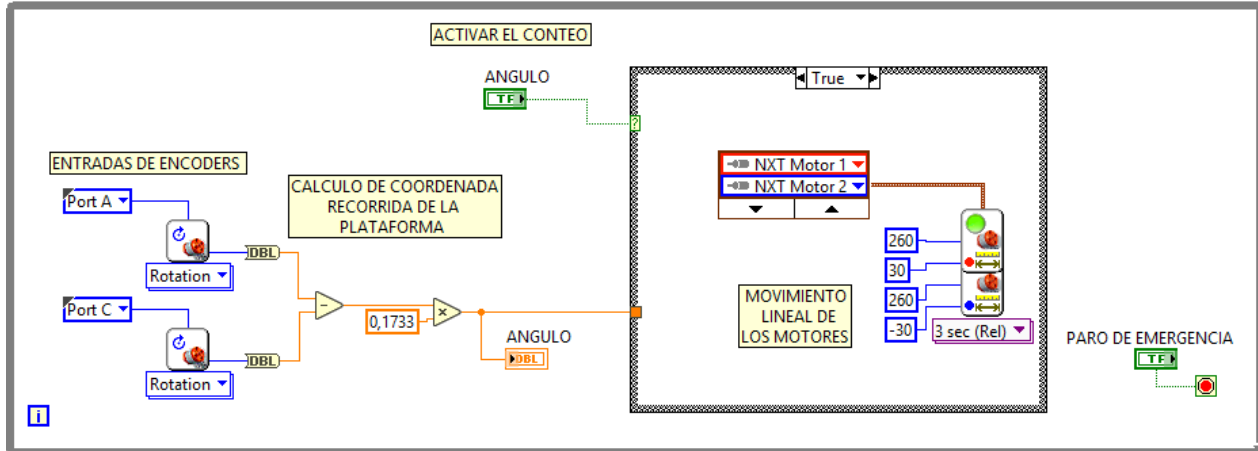 ACTIVAR EL CONTEO
ANGULO
TF
True
?
ENTRADAS DE ENCODERS
Port A
CALCULO DE COORDENADA
RECORRIDA DE LA
PLATAFORMA
NXT Motor 1
NXT Motor 2
DBL
Rotation
260
30
260
-30
Port C
0,1733
ANGULO
DBL
MOVIMIENTO
LINEAL DE
LOS MOTORES
3 sec (Rel)
PARO DE EMERGENCIA
TF
DBL
Rotation
i